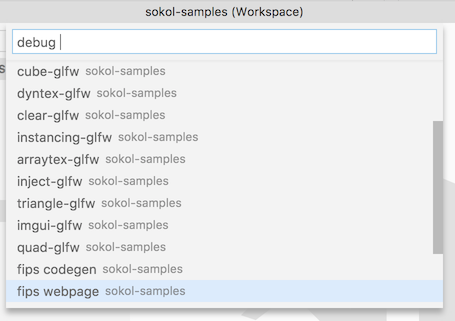 sokol-samples (Workspace)
debug
cube-glfw sokol-samples
dyntex-glfw sokol-samples
clear-glfw sokol-samples
instancing-glfw sokol-samples
arraytex-glfw sokol-samples
inject-glfw sokol-samples
triangle-glfw sokol-samples
imgui-glfw sokol-samples
quad-glfw sokol-samples
fips codegen sokol-samples
fips webpage sokol-samples